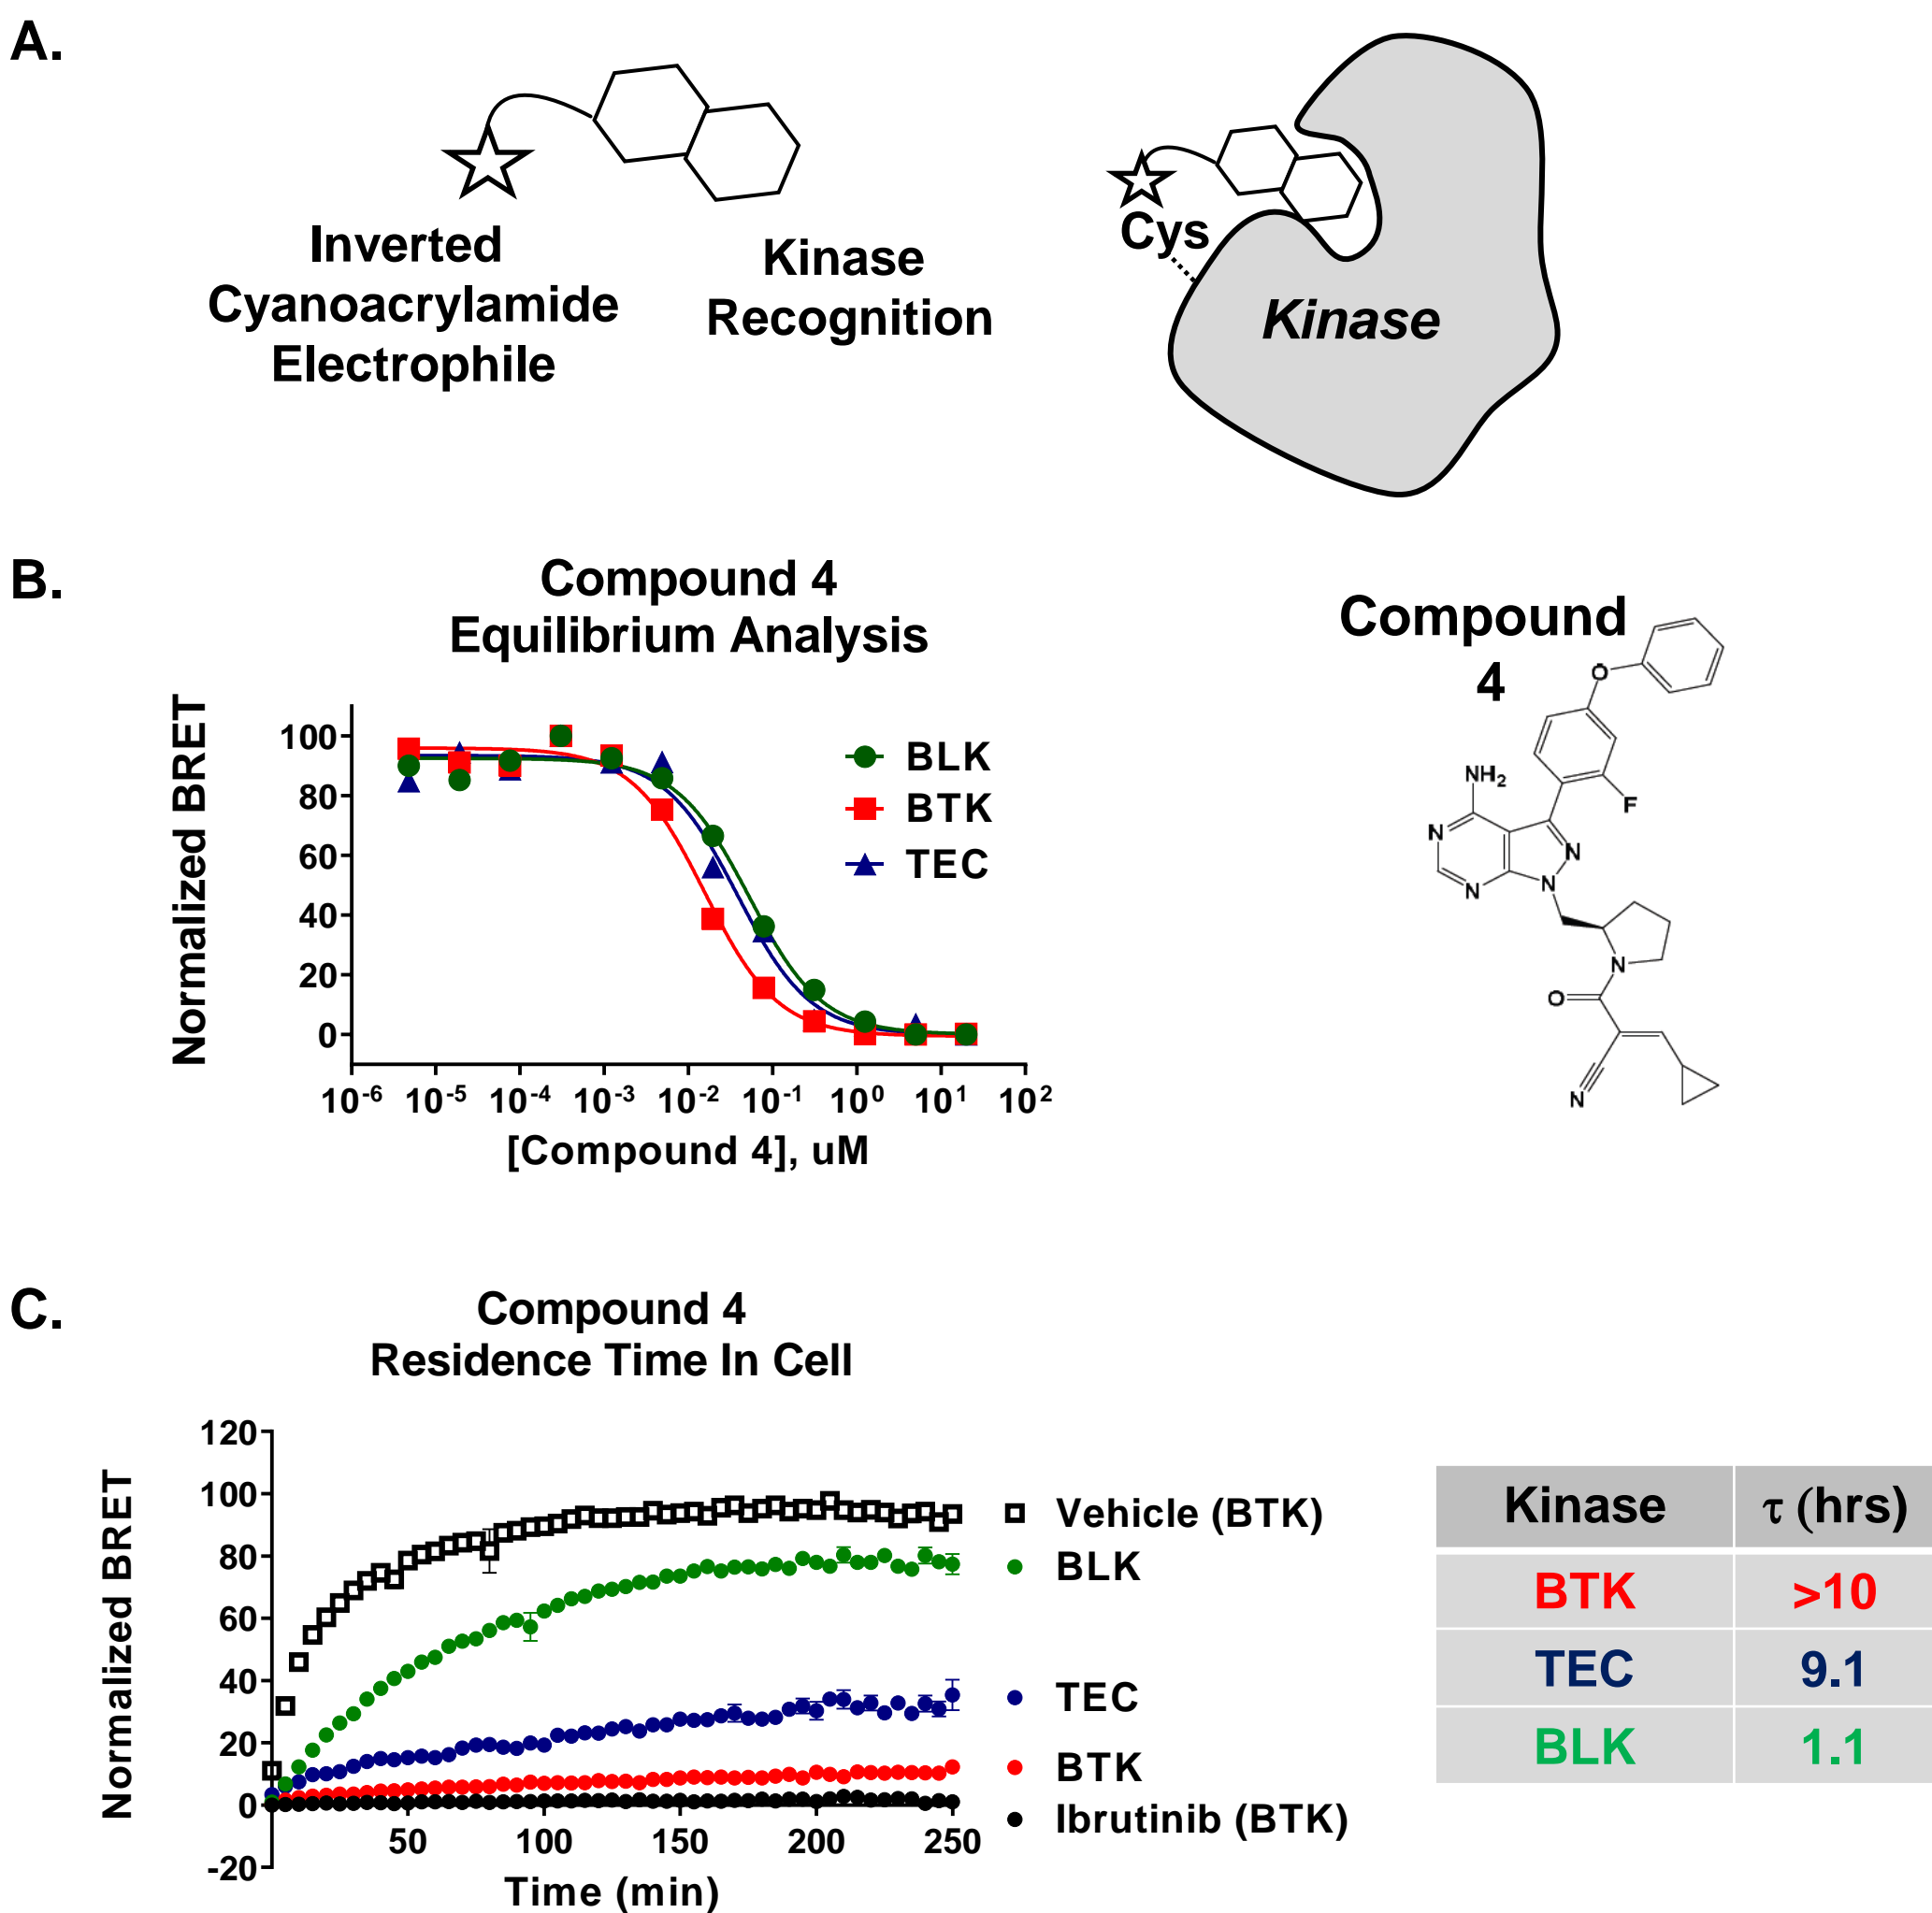 A.
Inverted
Cyanoacrylamide
Electrophile
Kinase
Recognition
Cys
Kinase
B.
Compound 4
Equilibrium Analysis
Normalized BRET
100
80
60
40
20
0
10-6 10-5 10-4 10-3 10-2 10-1 100 101 102
[Compound 4], uM
BLK
BTK
TEC
Compound
4
O
NH2
F
N
N
N
N
N
O
N
C.
Compound 4
Residence Time In Cell
Normalized BRET
120
100
80
60
40
20
0
-20
50 100 150 200 250
Time (min)
Vehicle (BTK)
BLK
TEC
BTK
Ibrutinib (BTK)
Kinase τ (hrs)
BTK >10
TEC 9.1
BLK 1.1